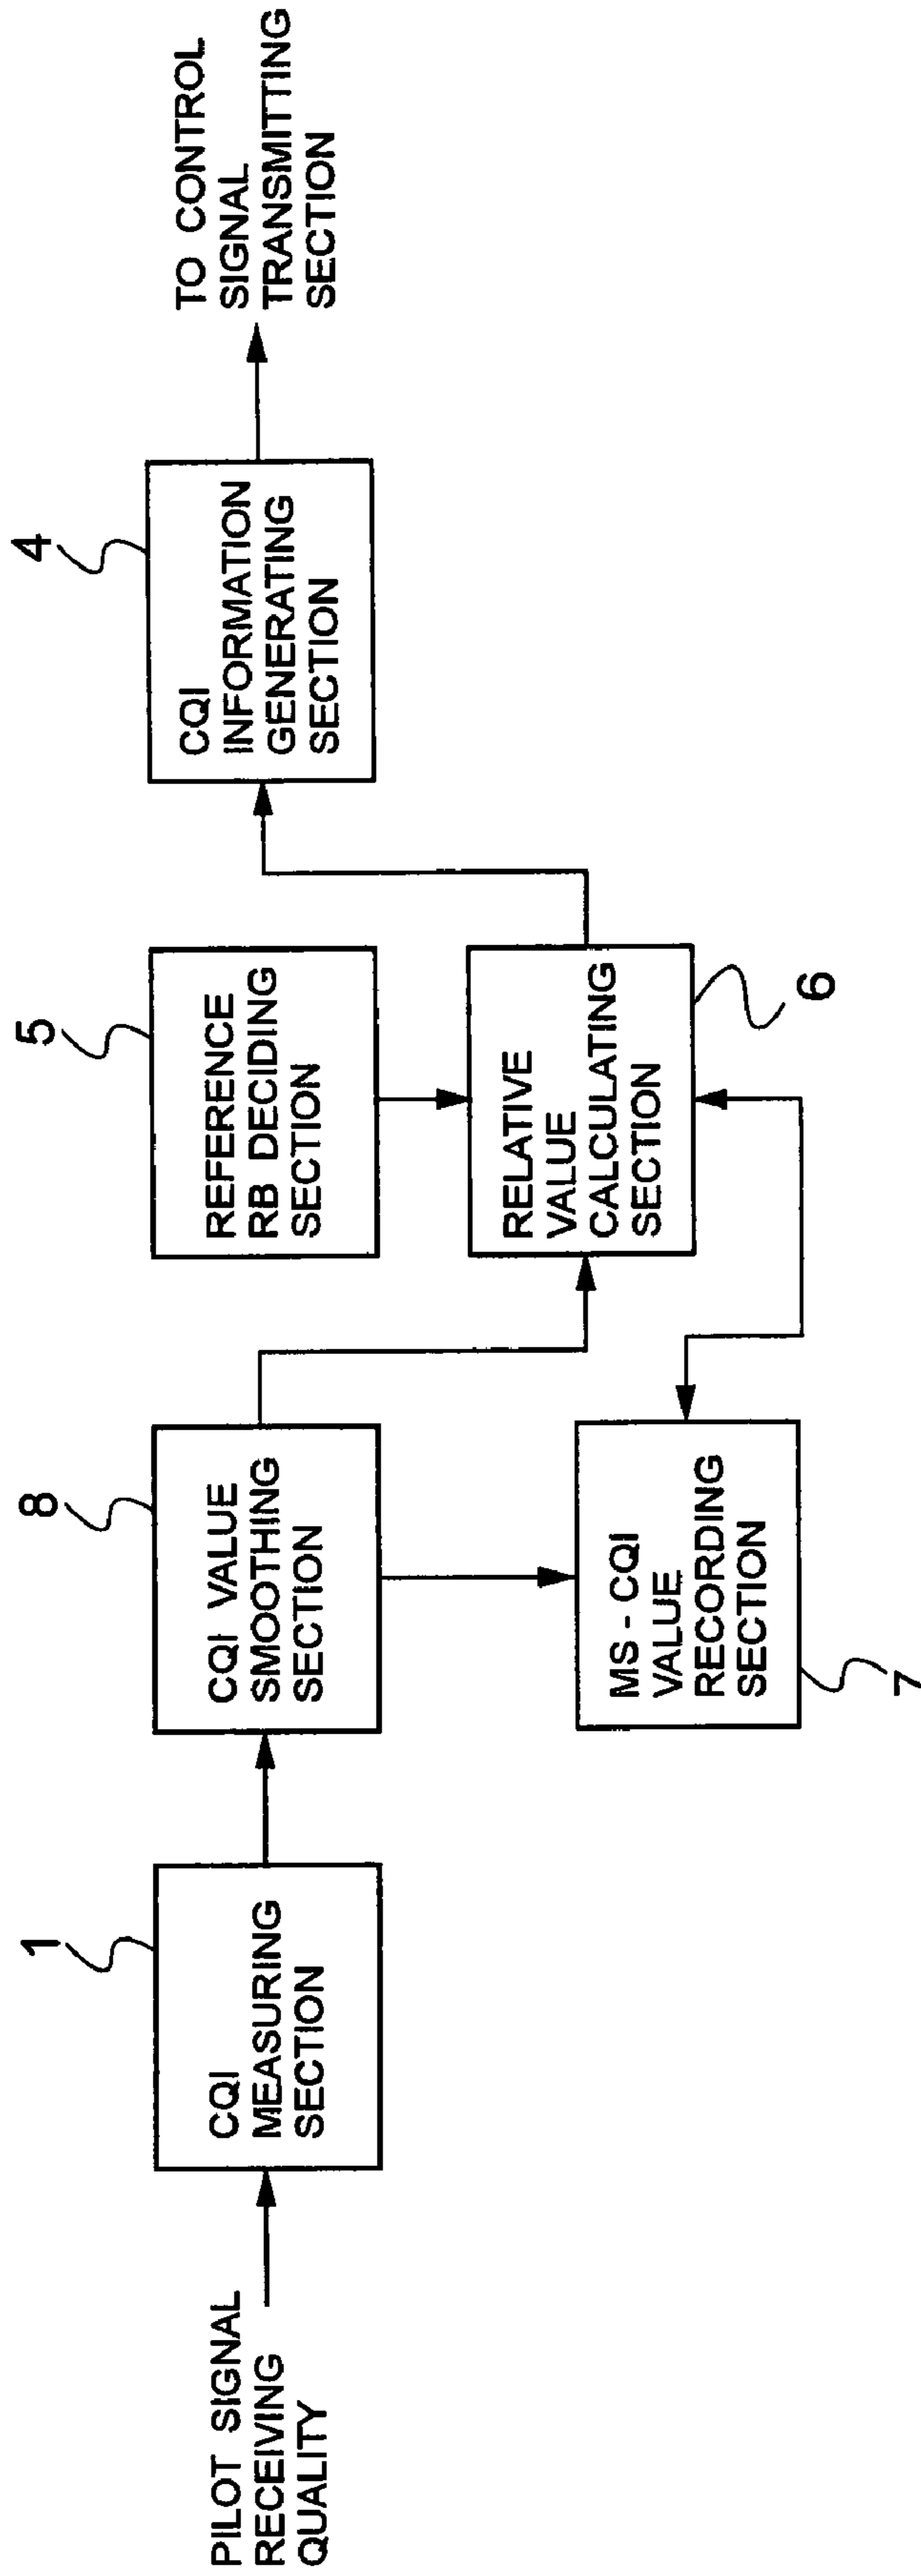 PILOT SIGNAL
RECEIVING
QUALITY
1
CQI
MEASURING
SECTION
8
CQI VALUE
SMOOTHING
SECTION
MS - CQI
VALUE
RECORDING
SECTION
7
5
REFERENCE
RB DECIDING
SECTION
RELATIVE
VALUE
CALCULATING
SECTION
6
4
CQI
INFORMATION
GENERATING
SECTION
TO CONTROL
SIGNAL
TRANSMITTING
SECTION